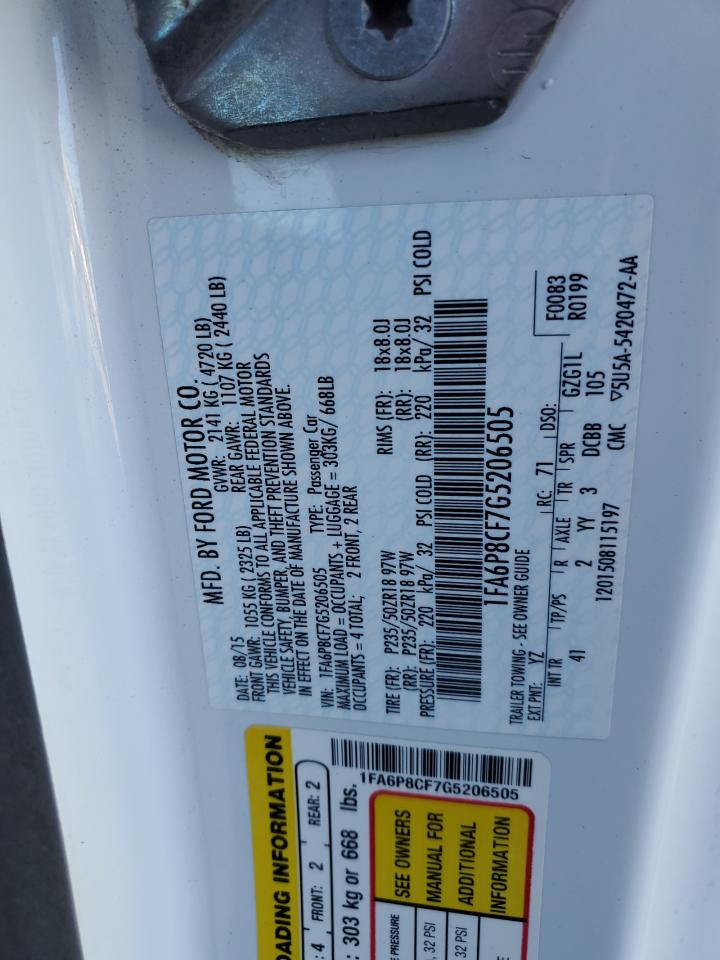 MFD. BY FORD MOTOR CO.
DATE: 08/15 GVWR: 2141 KG ( 4720 LB)
FRONT GAWR: 1055 KG ( 2325 LB) REAR GAWR: 1107 KG ( 2440 LB)
THIS VEHICLE CONFORMS TO ALL APPLICABLE FEDERAL MOTOR
VEHICLE SAFETY, BUMPER, AND THEFT PREVENTION STANDARDS
IN EFFECT ON THE DATE OF MANUFACTURE SHOWN ABOVE.
VIN: 1FA6P8CF7G5206505 TYPE: Passenger Car
MAXIMUM LOAD = OCCUPANTS + LUGGAGE = 303KG/ 668LB
OCCUPANTS = 4 TOTAL; 2 FRONT, 2 REAR
TIRE (FR): P235/50ZR18 97W RIMS (FR): 18x8.0J
(RR): P235/50ZR18 97W (RR): 18x8.0J
PRESSURE (FR): 220 kPa/ 32 PSI COLD (RR): 220 kPa/ 32 PSI COLD
1FA6P8CF7G5206505
TRAILER TOWING - SEE OWNER GUIDE
EXT PNT: YZ RC: 71 DSO: F0083
R0199
INT TR TP/PS R AXLE TR SPR GZG1L
41 2 YY 3 DCBB 105
1201508115197 CMC ▽5U5A-5420472-AA
OADING INFORMATION
: 4 FRONT: 2 REAR: 2
: 303 kg or 668 lbs.
1FA6P8CF7G5206505
PRESSURE
, 32 PSI
32 PSI
SEE OWNERS
MANUAL FOR
ADDITIONAL
INFORMATION